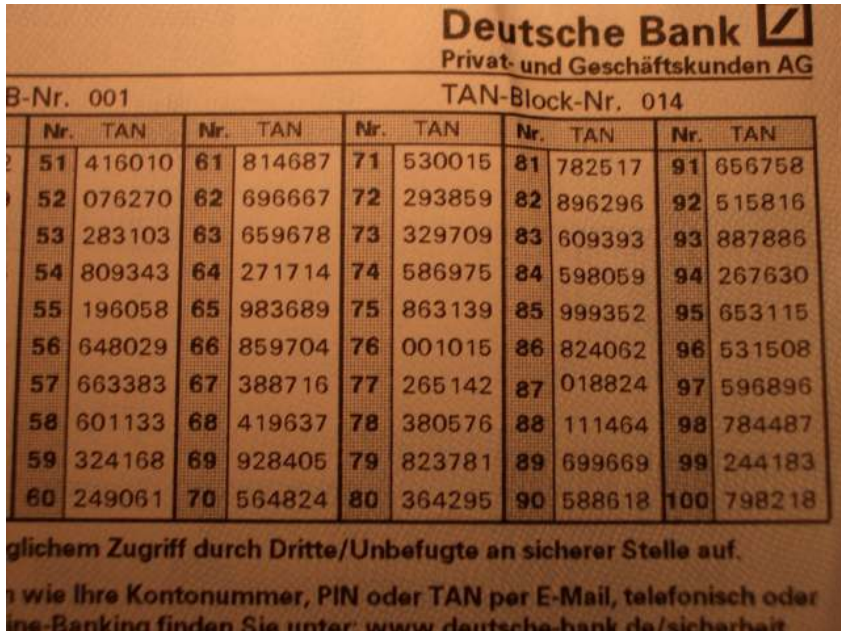 Deutsche Bank
Privat- und Geschäftskunden AG
B-Nr. 001 TAN-Block-Nr. 014
Nr. TAN Nr. TAN Nr. TAN Nr. TAN Nr. TAN
51 416010 61 814687 71 530015 81 782517 91 656758
52 076270 62 696667 72 293859 82 896296 92 515816
53 283103 63 659678 73 329709 83 609393 93 887886
54 809343 64 271714 74 586975 84 598059 94 267630
55 196058 65 983689 75 863139 85 999352 95 653115
56 648029 66 859704 76 001015 86 824062 96 531508
57 663383 67 388716 77 265142 87 018824 97 596896
58 601133 68 419637 78 380576 88 111464 98 784487
59 324168 69 928405 79 823781 89 699669 99 244183
60 249061 70 564824 80 364295 90 588618 100 798218
glichem Zugriff durch Dritte/Unbefugte an sicherer Stelle auf.
n wie Ihre Kontonummer, PIN oder TAN per E-Mail, telefonisch oder
ine-Banking finden Sie unter: www.deutsche-bank.de/sicherheit